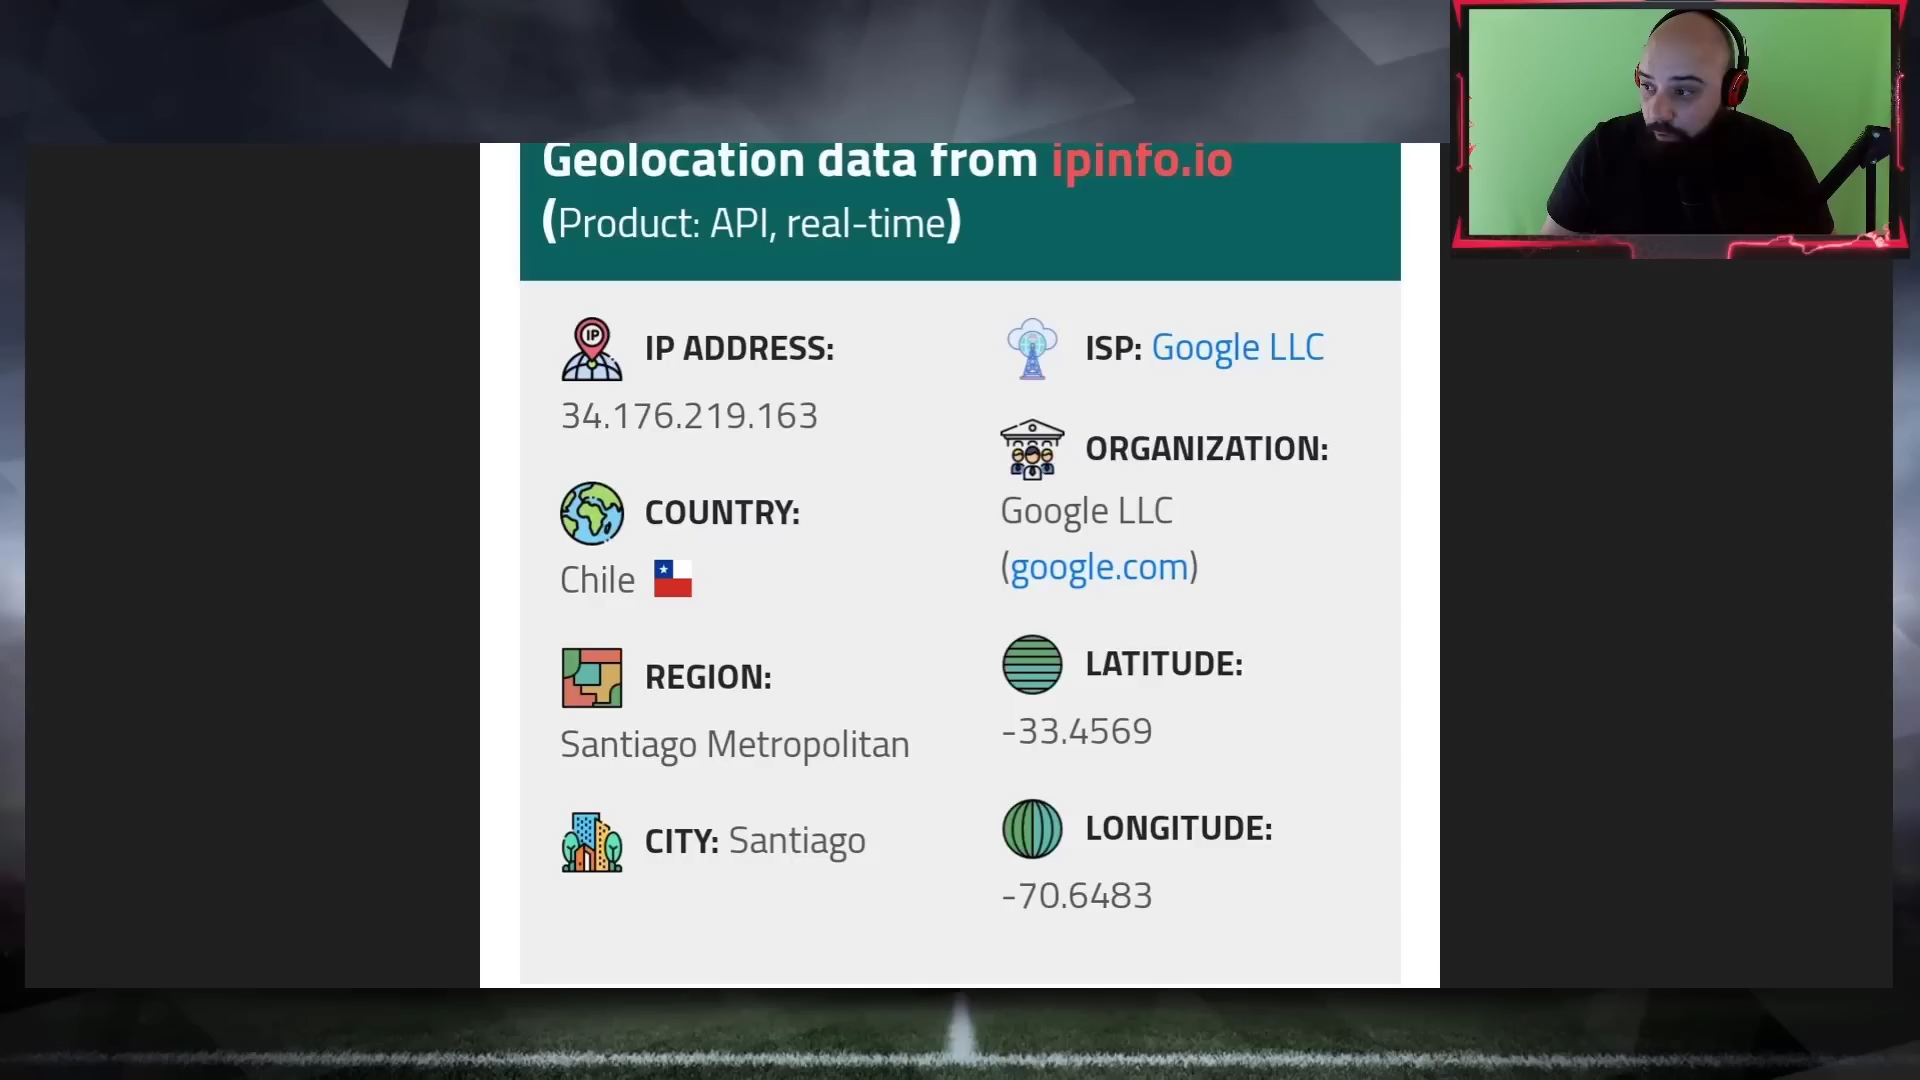 Geolocation data from ipinfo.io
(Product: API, real-time)
IP
IP ADDRESS:
34.176.219.163
COUNTRY:
Chile
REGION:
Santiago Metropolitan
CITY: Santiago
ISP: Google LLC
ORGANIZATION:
Google LLC
(google.com)
LATITUDE:
-33.4569
LONGITUDE:
-70.6483